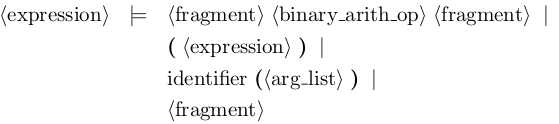 ⟨expression⟩ ⊨ ⟨fragment⟩ ⟨binary_arith_op⟩ ⟨fragment⟩ |
( ⟨expression⟩ ) |
identifier (⟨arg_list⟩ ) |
⟨fragment⟩